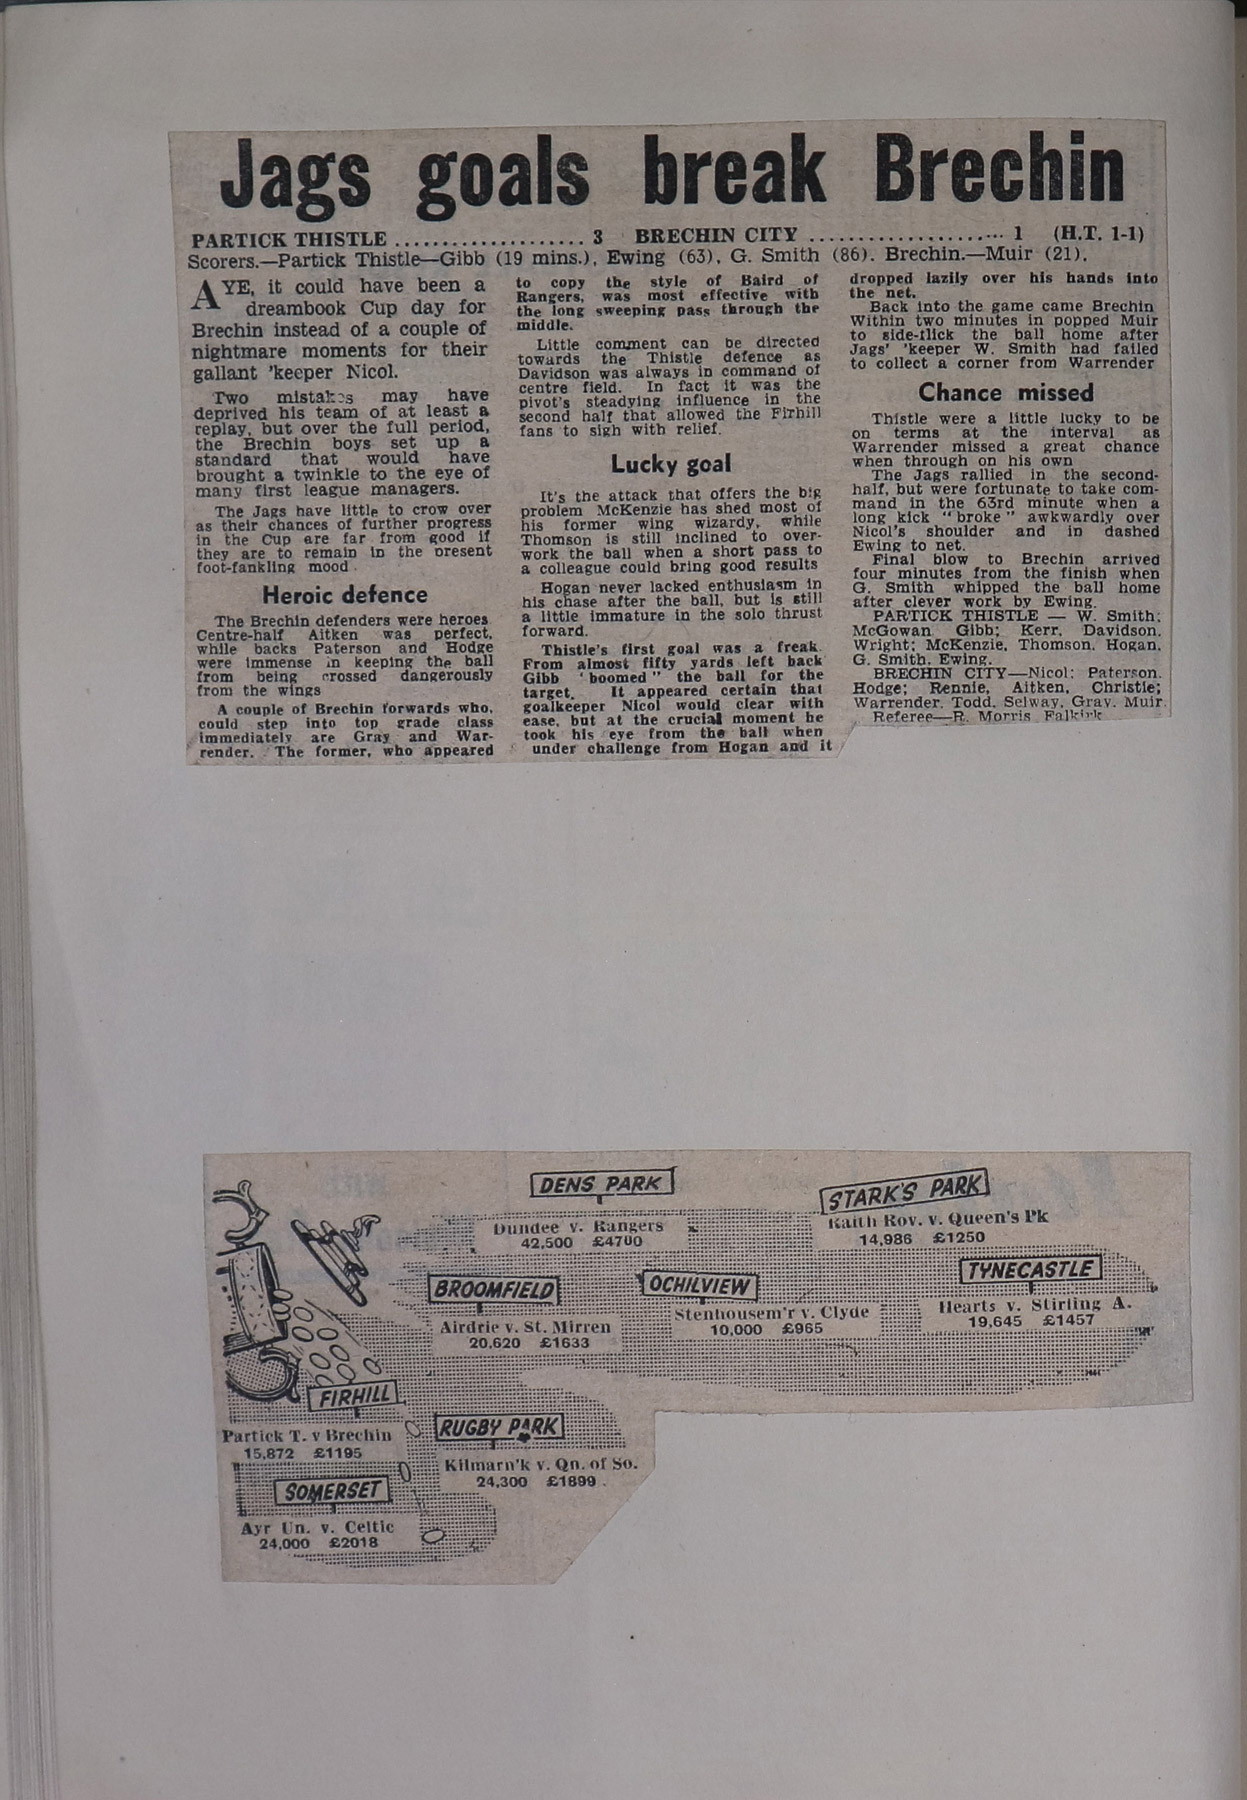 Jags goals break Brechin
PARTICK THISTLE .................... 3 BRECHIN CITY ..................... 1 (H.T. 1-1)
Scorers.—Partick Thistle—Gibb (19 mins.), Ewing (63), G. Smith (86). Brechin.—Muir (21).
AYE, it could have been a
dreambook Cup day for
Brechin instead of a couple of
nightmare moments for their
gallant 'keeper Nicol.
Two mistakes may have
deprived his team of at least a
replay, but over the full period,
the Brechin boys set up a
standard that would have
brought a twinkle to the eye of
many first league managers.
The Jags have little to crow over
as their chances of further progress
in the Cup are far from good if
they are to remain in the present
foot-fankling mood.
Heroic defence
The Brechin defenders were heroes
Centre-half Aitken was perfect,
while backs Paterson and Hodge
were immense in keeping the ball
from being crossed dangerously
from the wings
A couple of Brechin forwards who,
could step into top grade class
immediately are Gray and War-
render. The former, who appeared
to copy the style of Baird of
Rangers, was most effective with
the long sweeping pass through the
middle.
Little comment can be directed
towards the Thistle defence as
Davidson was always in command of
centre field. In fact it was the
pivot's steadying influence in the
second half that allowed the Firhill
fans to sigh with relief.
Lucky goal
It's the attack that offers the big
problem McKenzie has shed most of
his former wing wizardy, while
Thomson is still inclined to over-
work the ball when a short pass to
a colleague could bring good results
Hogan never lacked enthusiasm in
his chase after the ball, but is still
a little immature in the solo thrust
forward.
Thistle's first goal was a freak
From almost fifty yards left back
Gibb "boomed" the ball for the
target. It appeared certain that
goalkeeper Nicol would clear with
ease, but at the crucial moment he
took his eye from the ball when
under challenge from Hogan and it
dropped lazily over his hands into
the net.
Back into the game came Brechin
Within two minutes in popped Muir
to side-flick the ball home after
Jags' 'keeper W. Smith had failed
to collect a corner from Warrender
Chance missed
Thistle were a little lucky to be
on terms at the interval as
Warrender missed a great chance
when through on his own
The Jags rallied in the second-
half, but were fortunate to take com-
mand in the 63rd minute when a
long kick "broke" awkwardly over
Nicol's shoulder and in dashed
Ewing to net.
Final blow to Brechin arrived
four minutes from the finish when
G. Smith whipped the ball home
after clever work by Ewing.
PARTICK THISTLE — W. Smith;
McGowan Gibb; Kerr, Davidson,
Wright; McKenzie, Thomson, Hogan,
G. Smith, Ewing.
BRECHIN CITY—Nicol; Paterson,
Hodge; Rennie, Aitken, Christie;
Warrender, Todd, Selway, Gray, Muir.
Referee—R. Morris Falkirk
DENS PARK
Dundee v. Rangers
42,500 £4700
STARK'S PARK
Raith Rov. v. Queen's Pk
14,986 £1250
BROOMFIELD
Airdrie v. St. Mirren
20,620 £1633
OCHILVIEW
Stenhousem'r v. Clyde
10,000 £965
TYNECASTLE
Hearts v. Stirling A.
19,645 £1457
FIRHILL
Partick T. v Brechin
15,872 £1195
RUGBY PARK
Kilmarn'k v. Qn. of So.
24,300 £1899
SOMERSET
Ayr Un. v. Celtic
24,000 £2018